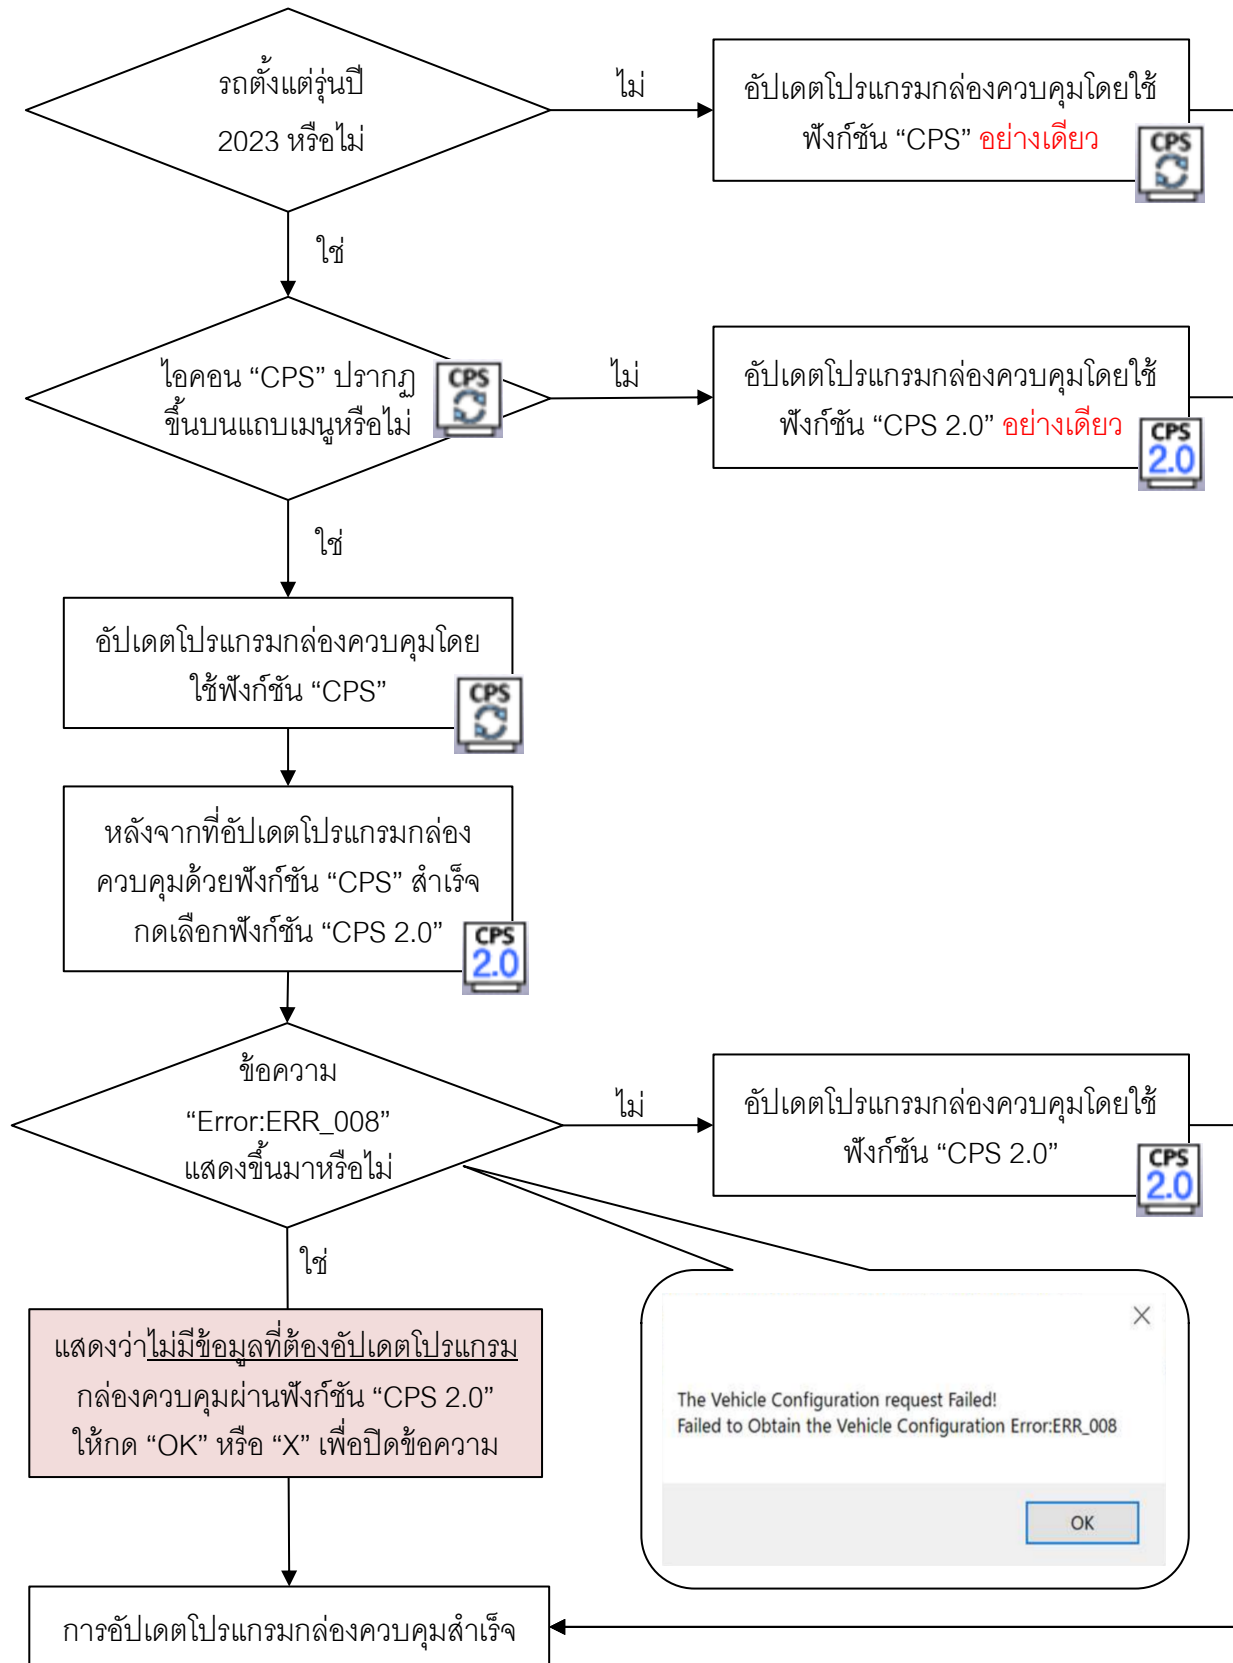 รถตั้งแต่รุ่นปี
2023 หรือไม่
ไม่
อัปเดตโปรแกรมกล่องควบคุมโดยใช้
ฟังก์ชัน “CPS” อย่างเดียว
CPS
ใช่
ไอคอน “CPS” ปรากฏ
ขึ้นบนแถบเมนูหรือไม่
CPS
ไม่
อัปเดตโปรแกรมกล่องควบคุมโดยใช้
ฟังก์ชัน “CPS 2.0” อย่างเดียว
CPS
2.0
ใช่
อัปเดตโปรแกรมกล่องควบคุมโดย
ใช้ฟังก์ชัน “CPS”
CPS
หลังจากที่อัปเดตโปรแกรมกล่อง
ควบคุมด้วยฟังก์ชัน “CPS” สำเร็จ
กดเลือกฟังก์ชัน “CPS 2.0”
CPS
2.0
ข้อความ
“Error:ERR_008”
แสดงขึ้นมาหรือไม่
ไม่
อัปเดตโปรแกรมกล่องควบคุมโดยใช้
ฟังก์ชัน “CPS 2.0”
CPS
2.0
ใช่
แสดงว่าไม่มีข้อมูลที่ต้องอัปเดตโปรแกรม
กล่องควบคุมผ่านฟังก์ชัน “CPS 2.0”
ให้กด “OK” หรือ “X” เพื่อปิดข้อความ
The Vehicle Configuration request Failed!
Failed to Obtain the Vehicle Configuration Error:ERR_008
OK
การอัปเดตโปรแกรมกล่องควบคุมสำเร็จ